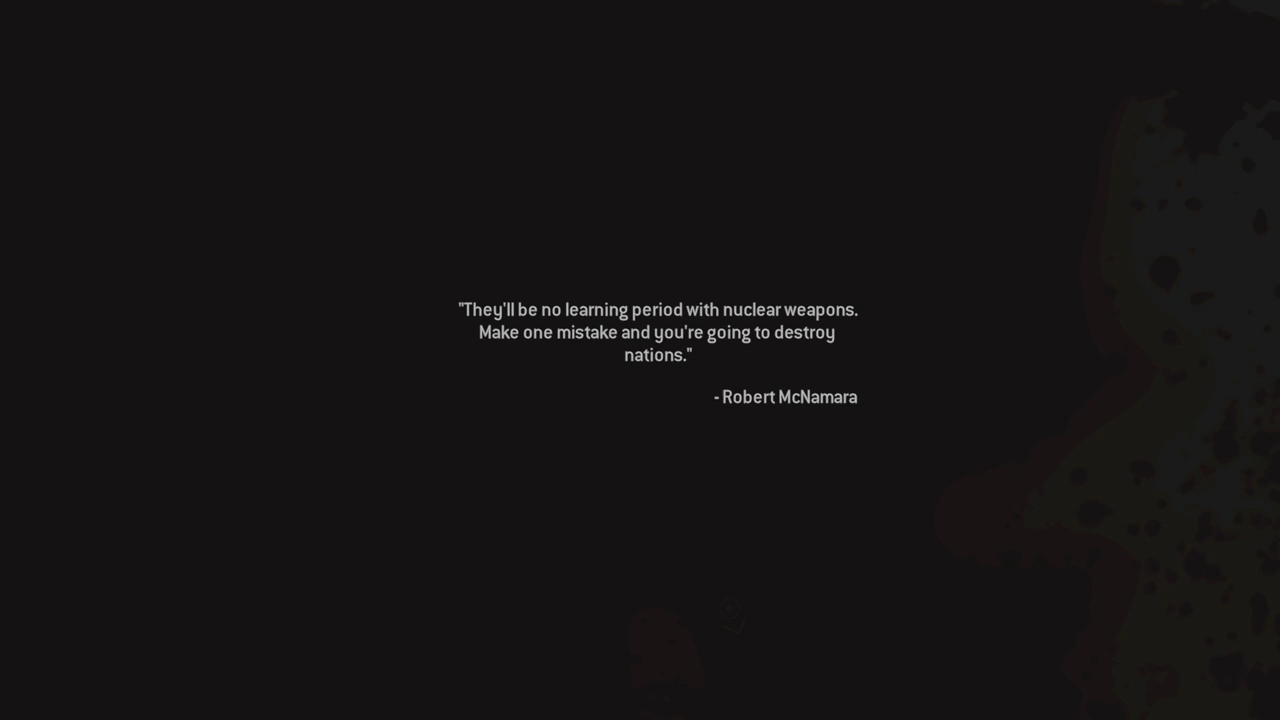 "They'll be no learning period with nuclear weapons.
Make one mistake and you're going to destroy
nations."
- Robert McNamara